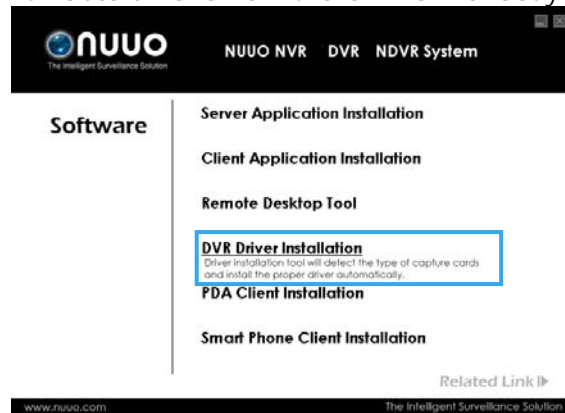 nuuo
The Intelligent Surveillance Solution
NUUO NVR DVR NDVR System
Software
Server Application Installation
Client Application Installation
Remote Desktop Tool
DVR Driver Installation
Driver installation tool will detect the type of capture cards
and install the proper driver automatically.
PDA Client Installation
Smart Phone Client Installation
Related Link
www.nuuo.com
The Intelligent Surveillance Solution